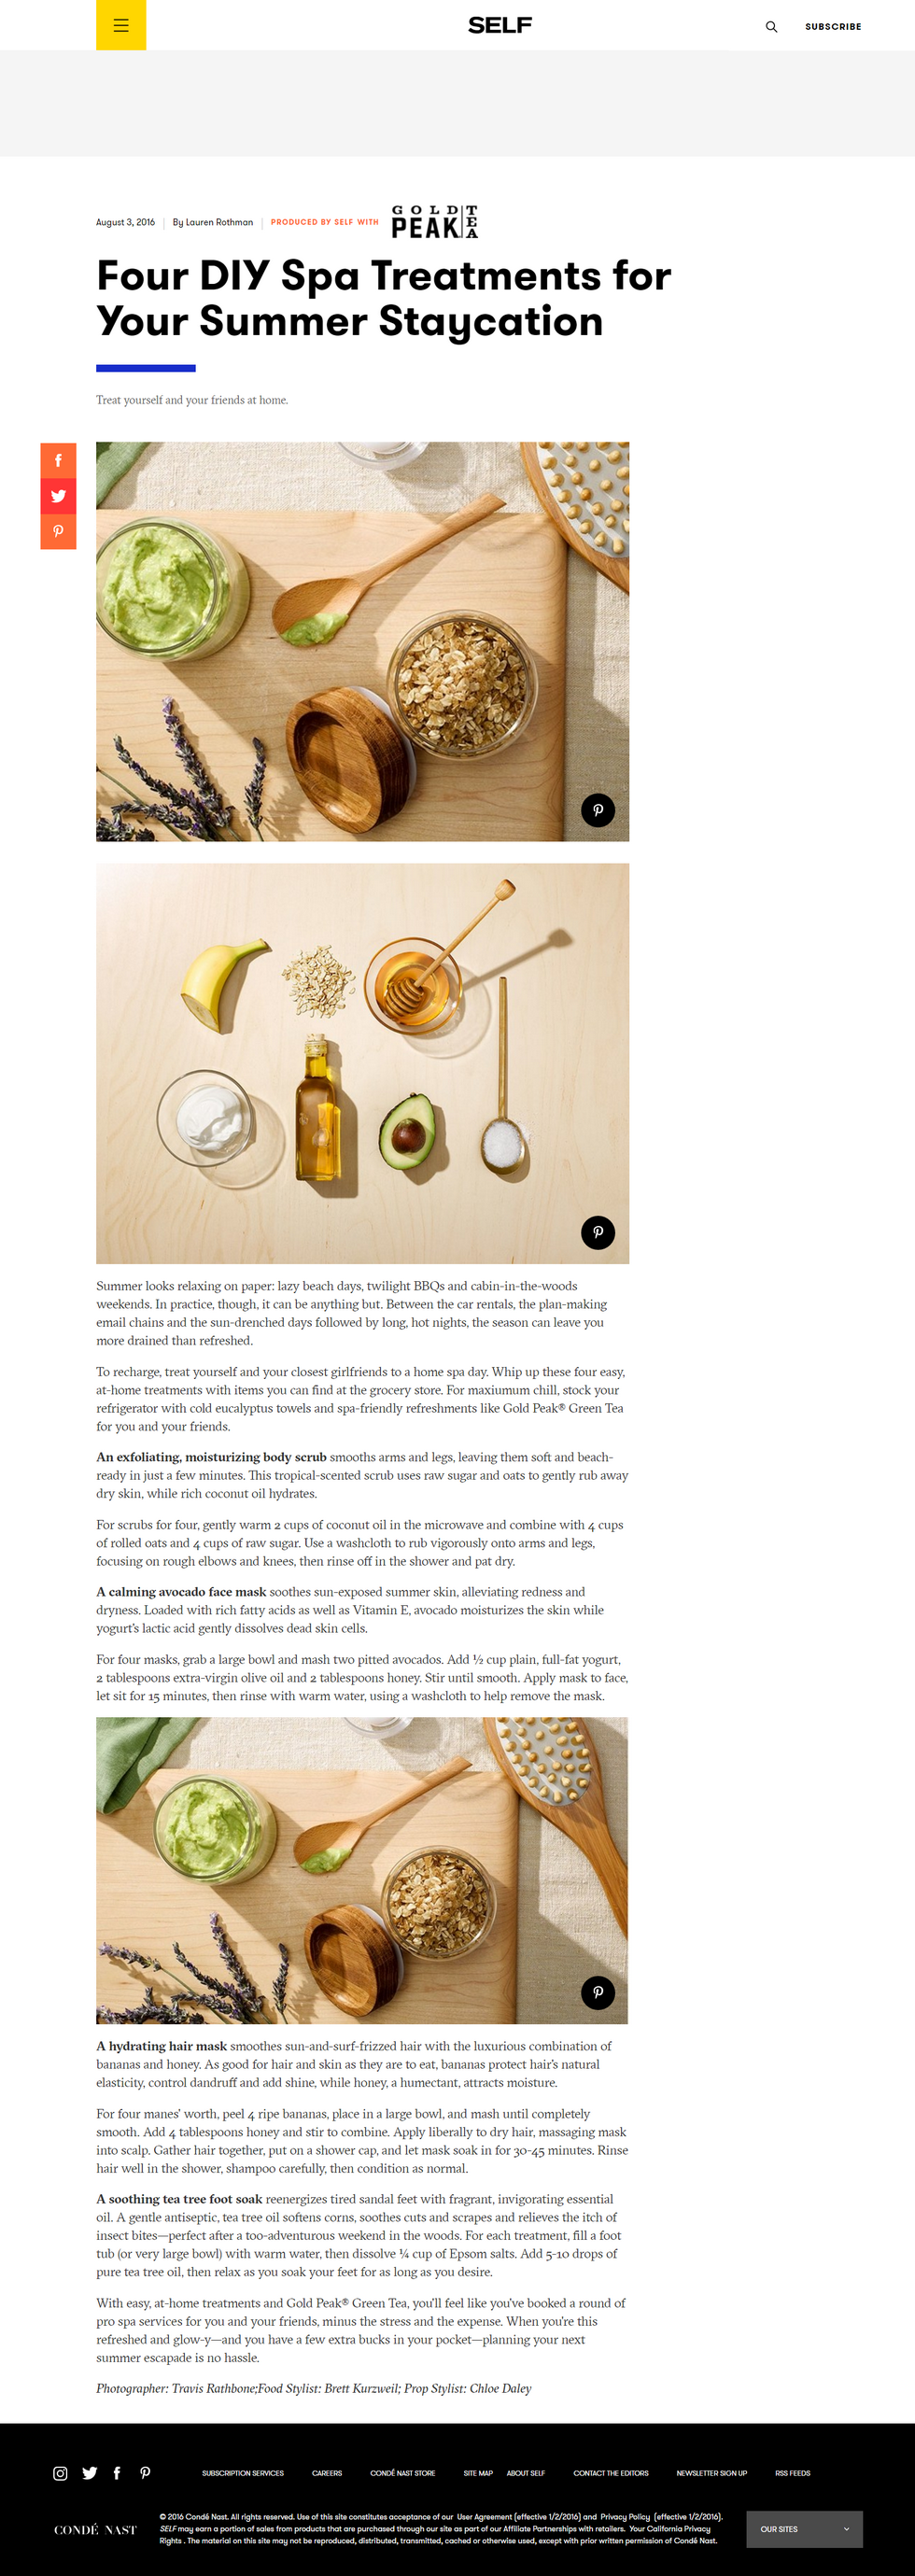 SELF
SUBSCRIBE
August 3, 2016
By Lauren Rothman
PRODUCED BY SELF WITH
GOLD PEAK TEA
Four DIY Spa Treatments for
Your Summer Staycation
Treat yourself and your friends at home.
Summer looks relaxing on paper: lazy beach days, twilight BBQs and cabin-in-the-woods
weekends. In practice, though, it can be anything but. Between the car rentals, the plan-making
email chains and the sun-drenched days followed by long, hot nights, the season can leave you
more drained than refreshed.
To recharge, treat yourself and your closest girlfriends to a home spa day. Whip up these four easy,
at-home treatments with items you can find at the grocery store. For maxiumum chill, stock your
refrigerator with cold eucalyptus towels and spa-friendly refreshments like Gold Peak® Green Tea
for you and your friends.
An exfoliating, moisturizing body scrub smooths arms and legs, leaving them soft and beach-
ready in just a few minutes. This tropical-scented scrub uses raw sugar and oats to gently rub away
dry skin, while rich coconut oil hydrates.
For scrubs for four, gently warm 2 cups of coconut oil in the microwave and combine with 4 cups
of rolled oats and 4 cups of raw sugar. Use a washcloth to rub vigorously onto arms and legs,
focusing on rough elbows and knees, then rinse off in the shower and pat dry.
A calming avocado face mask soothes sun-exposed summer skin, alleviating redness and
dryness. Loaded with rich fatty acids as well as Vitamin E, avocado moisturizes the skin while
yogurt's lactic acid gently dissolves dead skin cells.
For four masks, grab a large bowl and mash two pitted avocados. Add ½ cup plain, full-fat yogurt,
2 tablespoons extra-virgin olive oil and 2 tablespoons honey. Stir until smooth. Apply mask to face,
let sit for 15 minutes, then rinse with warm water, using a washcloth to help remove the mask.
A hydrating hair mask smoothes sun-and-surf-frizzed hair with the luxurious combination of
bananas and honey. As good for hair and skin as they are to eat, bananas protect hair's natural
elasticity, control dandruff and add shine, while honey, a humectant, attracts moisture.
For four manes' worth, peel 4 ripe bananas, place in a large bowl, and mash until completely
smooth. Add 4 tablespoons honey and stir to combine. Apply liberally to dry hair, massaging mask
into scalp. Gather hair together, put on a shower cap, and let mask soak in for 30-45 minutes. Rinse
hair well in the shower, shampoo carefully, then condition as normal.
A soothing tea tree foot soak reenergizes tired sandal feet with fragrant, invigorating essential
oil. A gentle antiseptic, tea tree oil softens corns, soothes cuts and scrapes and relieves the itch of
insect bites—perfect after a too-adventurous weekend in the woods. For each treatment, fill a foot
tub (or very large bowl) with warm water, then dissolve ¼ cup of Epsom salts. Add 5-10 drops of
pure tea tree oil, then relax as you soak your feet for as long as you desire.
With easy, at-home treatments and Gold Peak® Green Tea, you'll feel like you've booked a round of
pro spa services for you and your friends, minus the stress and the expense. When you're this
refreshed and glow-y—and you have a few extra bucks in your pocket—planning your next
summer escapade is no hassle.
Photographer: Travis Rathbone;Food Stylist: Brett Kurzweil; Prop Stylist: Chloe Daley
SUBSCRIPTION SERVICES
CAREERS
CONDÉ NAST STORE
SITE MAP
ABOUT SELF
CONTACT THE EDITORS
NEWSLETTER SIGN UP
RSS FEEDS
CONDÉ NAST
© 2016 Condé Nast. All rights reserved. Use of this site constitutes acceptance of our User Agreement (effective 1/2/2016) and Privacy Policy (effective 1/2/2016).
SELF may earn a portion of sales from products that are purchased through our site as part of our Affiliate Partnerships with retailers. Your California Privacy
Rights . The material on this site may not be reproduced, distributed, transmitted, cached or otherwise used, except with prior written permission of Condé Nast.
OUR SITES